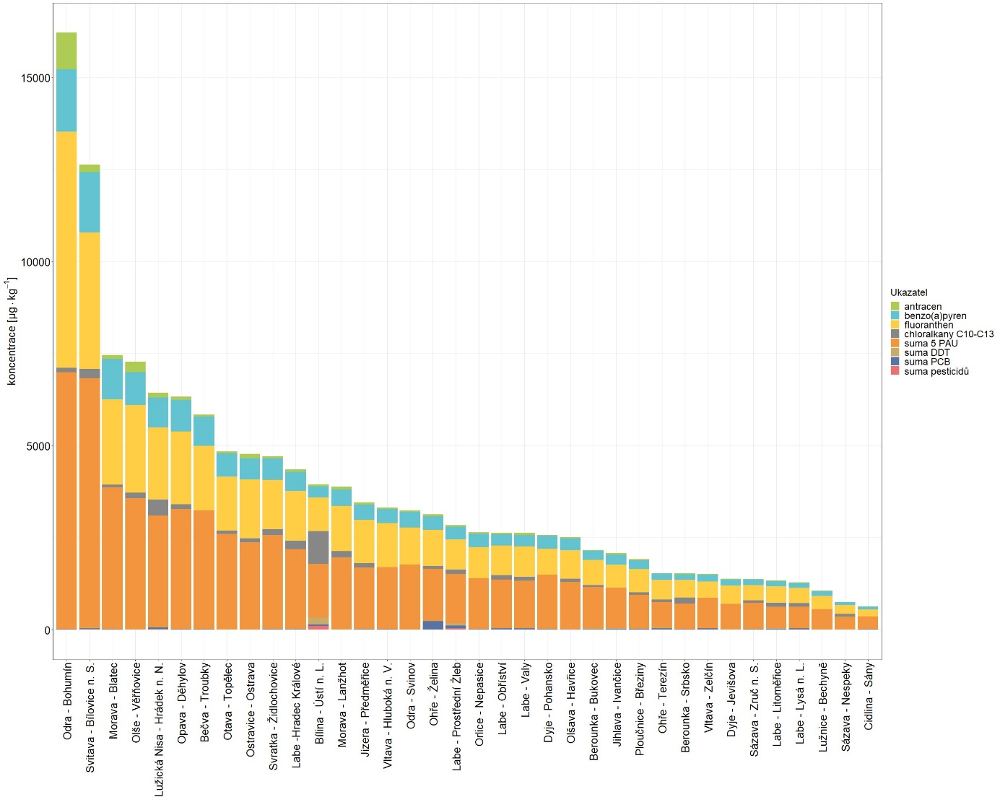 15000
10000
5000
0
koncentrace [µg · kg⁻¹]
Odra - Bohumín
Svitava - Bílovice n. S.
Morava - Blatec
Olše - Věřňovice
Lužická Nisa - Hrádek n. N.
Opava - Děhylov
Bečva - Troubky
Otava - Topělec
Ostravice - Ostrava
Svratka - Židlochovice
Labe -Hradec Králové
Bílina - Ústí n. L.
Morava - Lanžhot
Jizera - Předměřice
Vltava - Hluboká n. V.
Odra - Svinov
Ohře - Želina
Labe - Prostřední Žleb
Orlice - Nepasice
Labe - Obříství
Labe - Valy
Dyje - Pohansko
Olšava - Havřice
Berounka - Bukovec
Jihlava - Ivančice
Ploučnice - Březiny
Ohře - Terezín
Berounka - Srbsko
Vltava - Zelčín
Dyje - Jevišova
Sázava - Zruč n. S.
Labe - Litoměřice
Labe - Lysá n. L.
Lužnice - Bechyně
Sázava - Nespeky
Cidlina - Sány
Ukazatel
antracen
benzo(a)pyren
fluoranthen
chloralkany C10-C13
suma 5 PAU
suma DDT
suma PCB
suma pesticidů